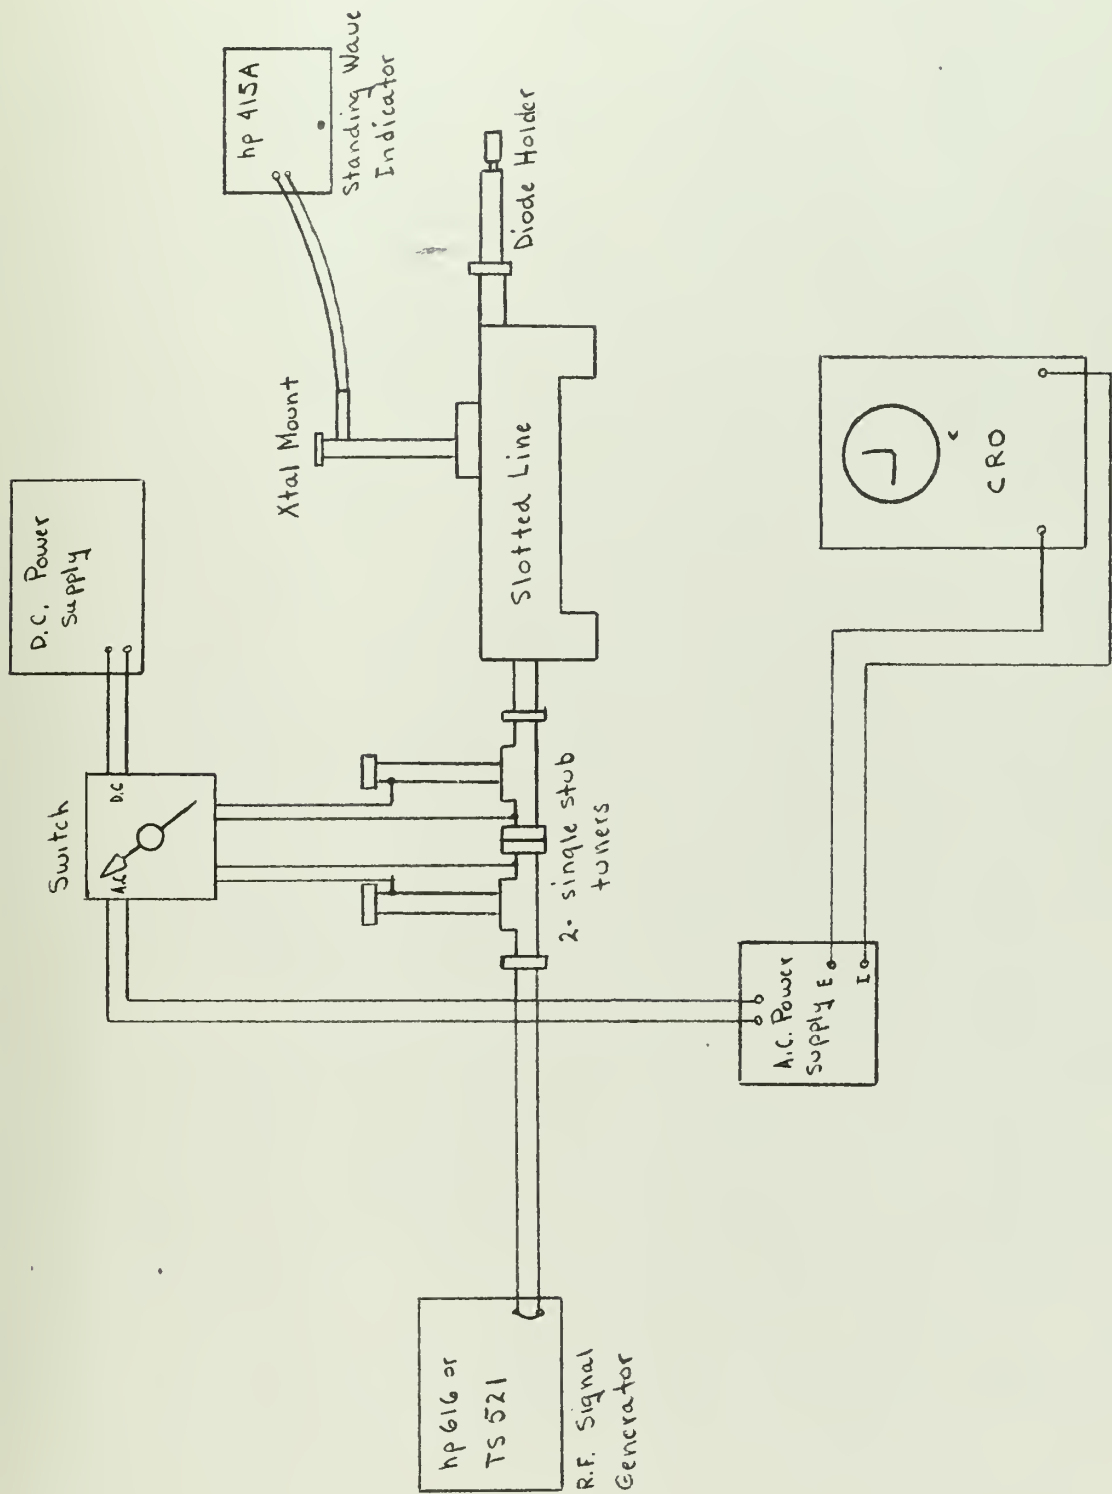 hp 415A
Standing Wave
Indicator
D.C. Power
Supply
Xtal Mount
Diode Holder
Switch
A.C.
D.C
Slotted Line
2. single stub
tuners
CRO
A.C. Power
Supply
E
I
hp 616 or
TS 521
R.F. Signal
Generator